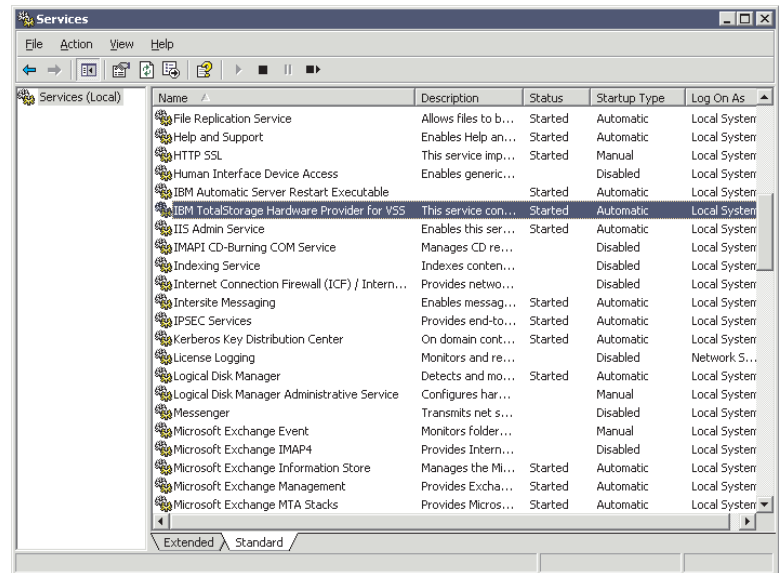 Services
File Action View Help
Services (Local)
Name Description Status Startup Type Log On As
File Replication Service Allows files to b... Started Automatic Local System
Help and Support Enables Help an... Started Automatic Local System
HTTP SSL This service imp... Started Manual Local System
Human Interface Device Access Enables generic... Disabled Local System
IBM Automatic Server Restart Executable Started Automatic Local System
IBM TotalStorage Hardware Provider for VSS This service con... Started Automatic Local System
IIS Admin Service Enables this ser... Started Automatic Local System
IMAPI CD-Burning COM Service Manages CD re... Disabled Local System
Indexing Service Indexes conten... Disabled Local System
Internet Connection Firewall (ICF) / Intern... Provides netwo... Disabled Local System
Intersite Messaging Enables messag... Started Automatic Local System
IPSEC Services Provides end-to... Started Automatic Local System
Kerberos Key Distribution Center On domain cont... Started Automatic Local System
License Logging Monitors and re... Disabled Network S...
Logical Disk Manager Detects and mo... Started Automatic Local System
Logical Disk Manager Administrative Service Configures har... Manual Local System
Messenger Transmits net s... Disabled Local System
Microsoft Exchange Event Monitors folder... Manual Local System
Microsoft Exchange IMAP4 Provides Intern... Disabled Local System
Microsoft Exchange Information Store Manages the Mi... Started Automatic Local System
Microsoft Exchange Management Provides Excha... Started Automatic Local System
Microsoft Exchange MTA Stacks Provides Micros... Started Automatic Local System
Extended Standard